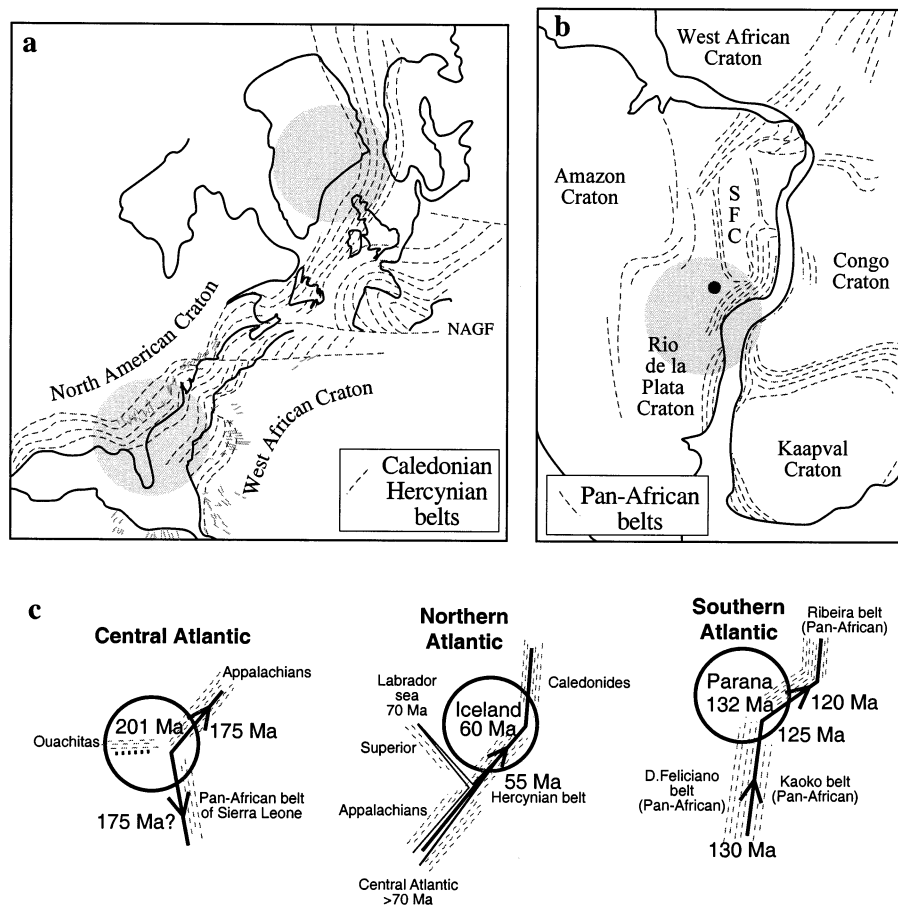 a
North American Craton
West African Craton
NAGF
Caledonian
Hercynian
belts
b
West African
Craton
Amazon
Craton
S
F
C
Congo
Craton
Rio
de la
Plata
Craton
Kaapval
Craton
Pan-African
belts
c
Central Atlantic
Appalachians
201 Ma
175 Ma
Ouachitas
Pan-African belt
of Sierra Leone
175 Ma?
Northern
Atlantic
Labrador
sea
70 Ma
Caledonides
Iceland
60 Ma
Superior
55 Ma
Hercynian belt
Appalachians
Central Atlantic
>70 Ma
Southern
Atlantic
Ribeira belt
(Pan-African)
Parana
132 Ma
120 Ma
125 Ma
D.Feliciano
belt
(Pan-African)
Kaoko belt
(Pan-African)
130 Ma